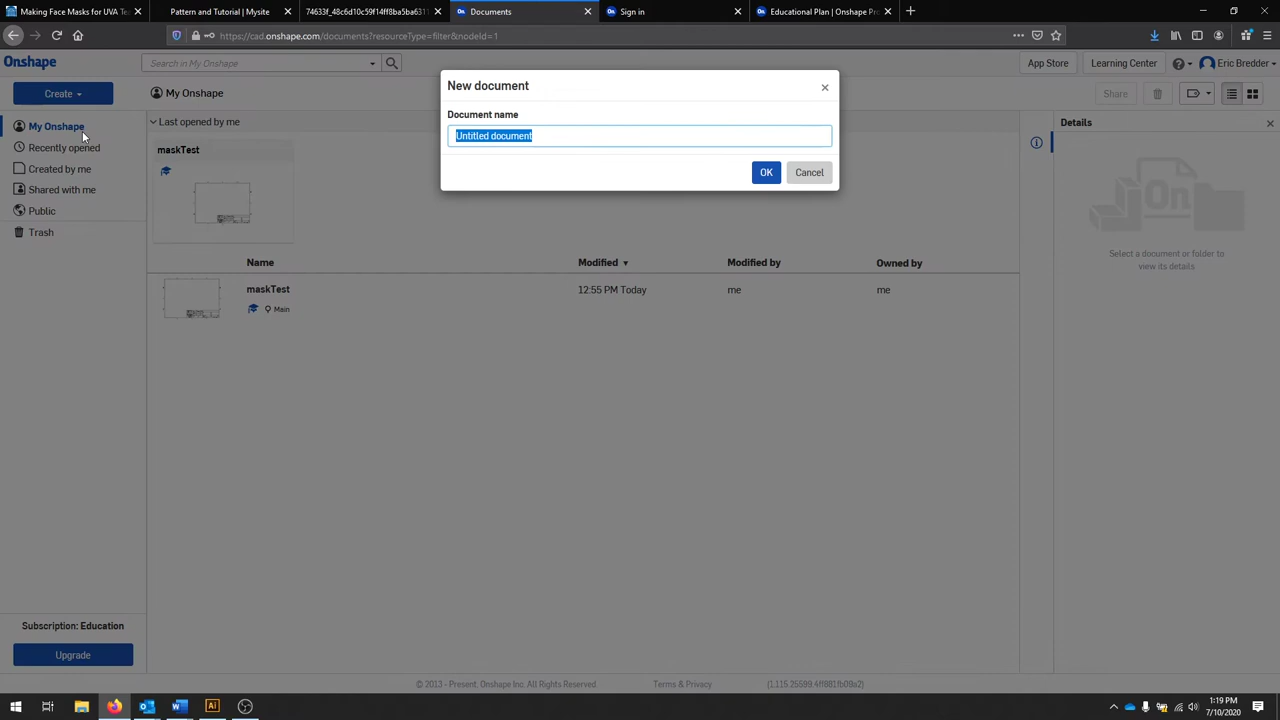 Making Face Masks for UVA Ter
Pattern and Tutorial | Mysite
74633f_48c6d10c59f14ff8ba5ba6311
Documents
Sign in
Educational Plan | Onshape Pro
https://cad.onshape.com/documents?resourceType=filter&nodeId=1
Onshape
Search in My Onshape
App Store
Learning Center
Eric Bredder
Create
My Onshape
Share
New document
Document name
Untitled document
OK
Cancel
My Onshape
Recently opened
Created by me
Shared with me
Public
Trash
Last opened by me
maskTest
Name
Modified
Modified by
Owned by
maskTest
12:55 PM Today
me
me
Main
Details
On
Select a document or folder to
view its details
Subscription: Education
Upgrade
© 2013 - Present, Onshape Inc. All Rights Reserved.
Terms & Privacy
1:19 PM
7/10/2020